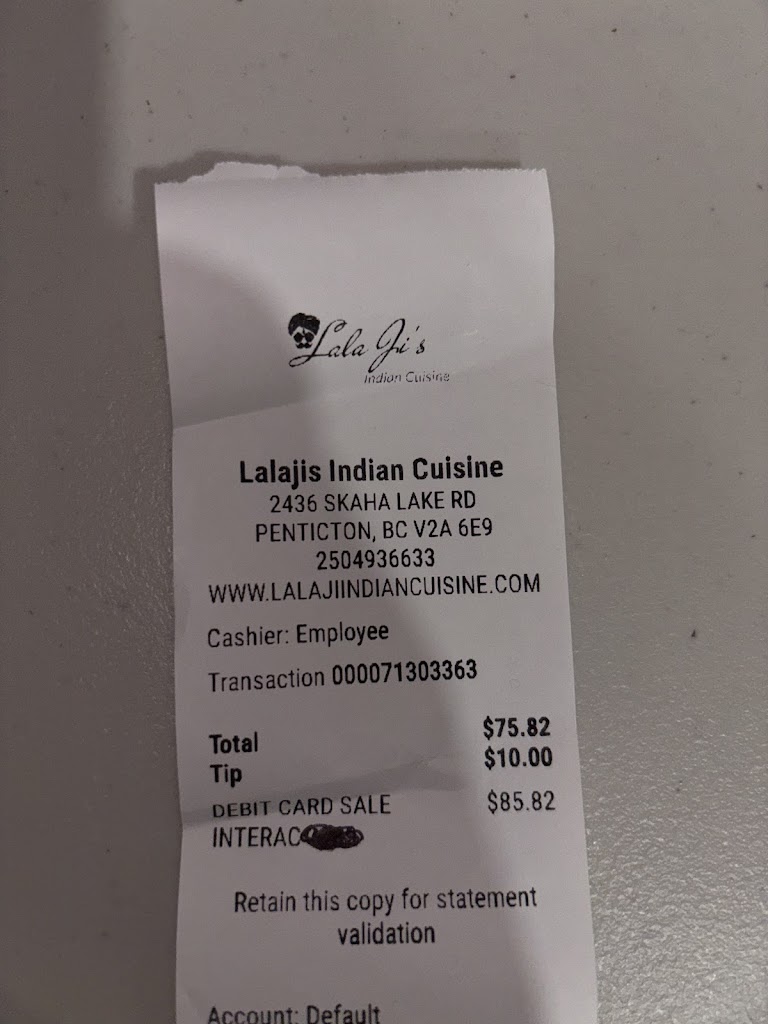 Lala Ji's
Indian Cuisine
Lalajis Indian Cuisine
2436 SKAHA LAKE RD
PENTICTON, BC V2A 6E9
2504936633
WWW.LALAJIINDIANCUISINE.COM
Cashier: Employee
Transaction 000071303363
Total $75.82
Tip $10.00
DEBIT CARD SALE $85.82
INTERAC
Retain this copy for statement
validation
Account: Default